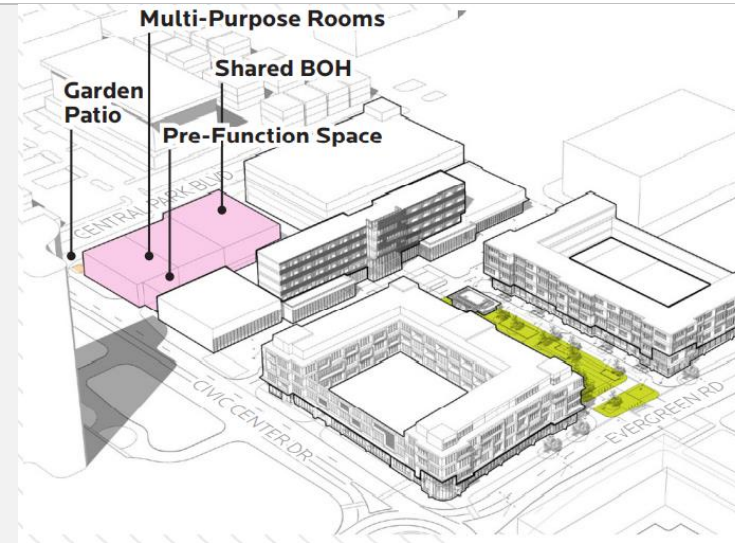 Multi-Purpose Rooms
Shared BOH
Garden
Patio
Pre-Function Space
CENTRAL PARK BLVD
CIVIC CENTER DR
EVERGREEN RD